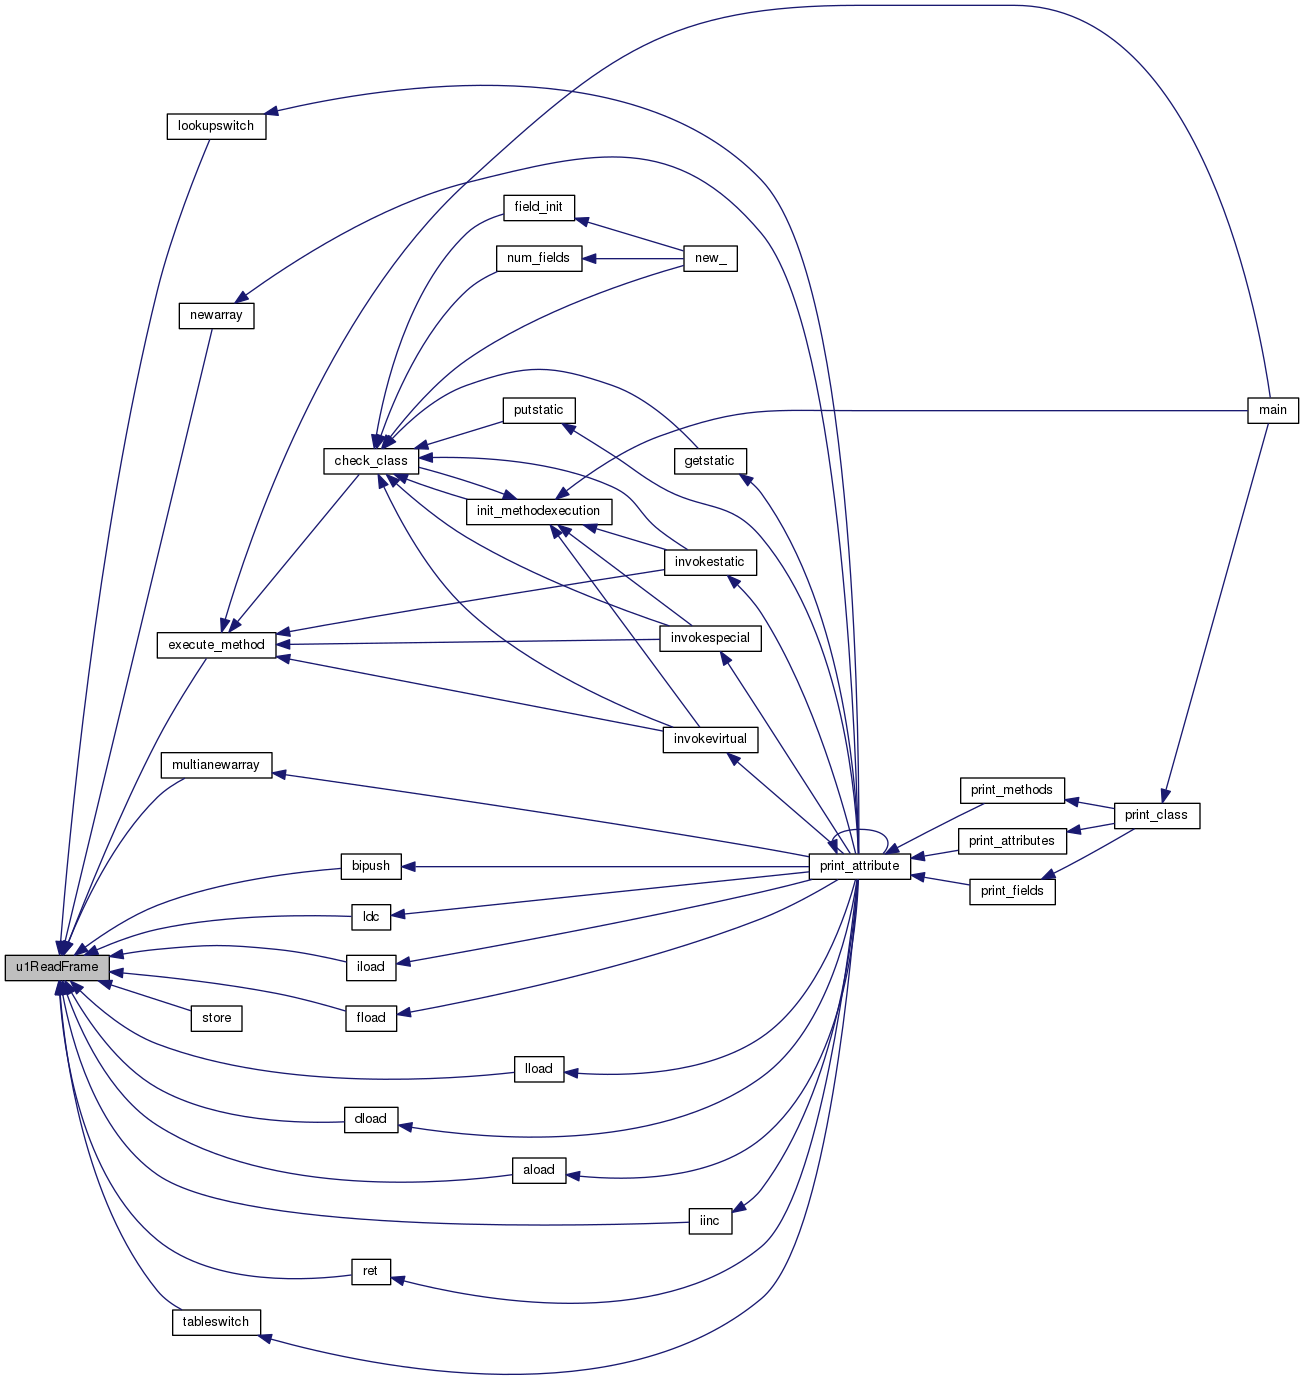 lookupswitch
field_init
num_fields
new_
newarray
putstatic
main
check_class
getstatic
init_methodexecution
invokestatic
execute_method
invokespecial
invokevirtual
multianewarray
print_methods
print_class
print_attributes
bipush
print_attribute
print_fields
ldc
u1ReadFrame
iload
store
fload
lload
dload
aload
iinc
ret
tableswitch